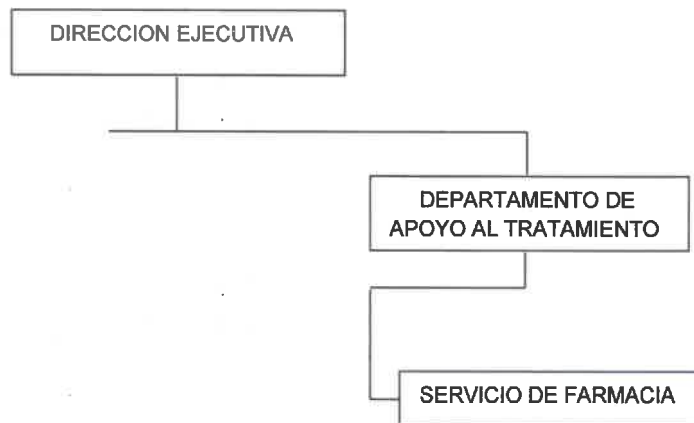 DIRECCION EJECUTIVA
DEPARTAMENTO DE
APOYO AL TRATAMIENTO
SERVICIO DE FARMACIA